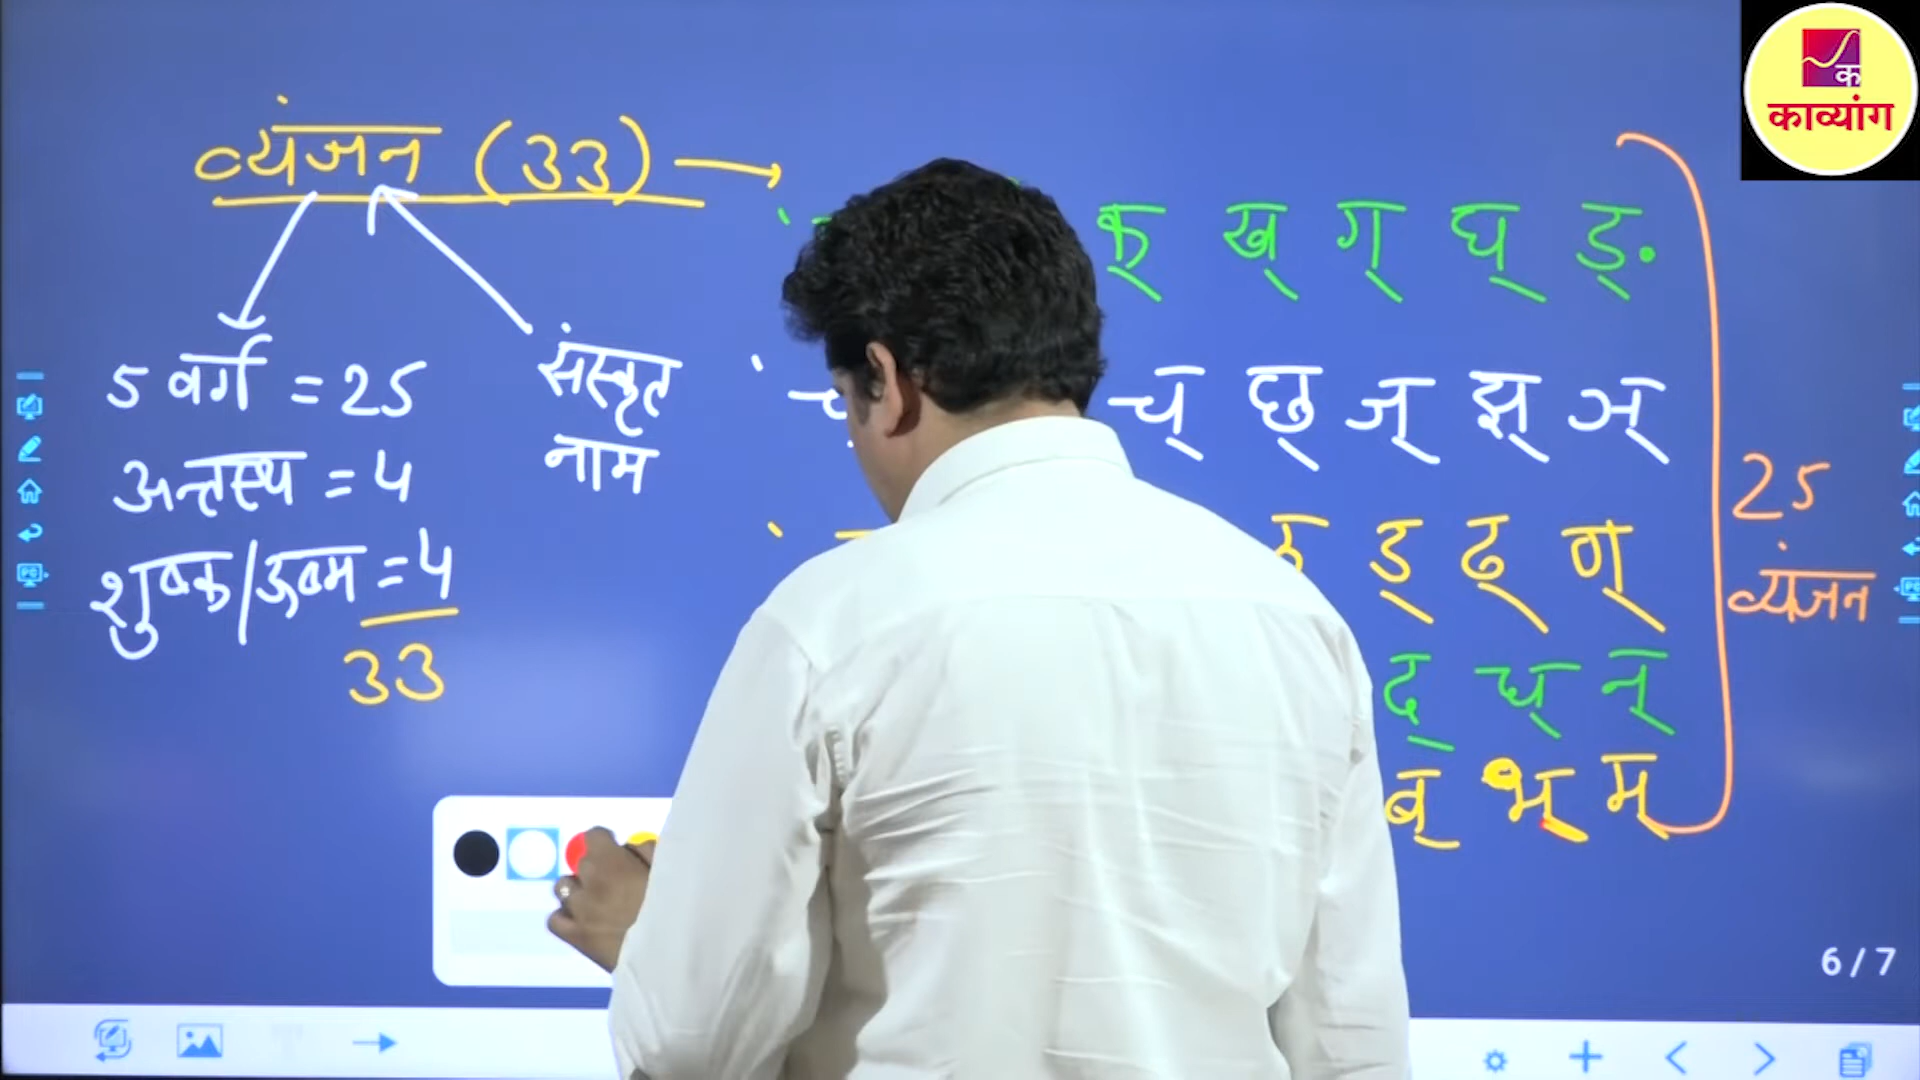 काव्यांग
व्यंजन (33) →
क् ख् ग् घ् ङ्
5 वर्ग = 25
संस्कृत
नाम
च् छ् ज् झ् ञ्
अन्तस्थ = 4
25
व्यंजन
ड् ढ् ण्
शुष्क/ऊष्म = 4
33
द् ध् न्
ब् भ् म्
6 / 7